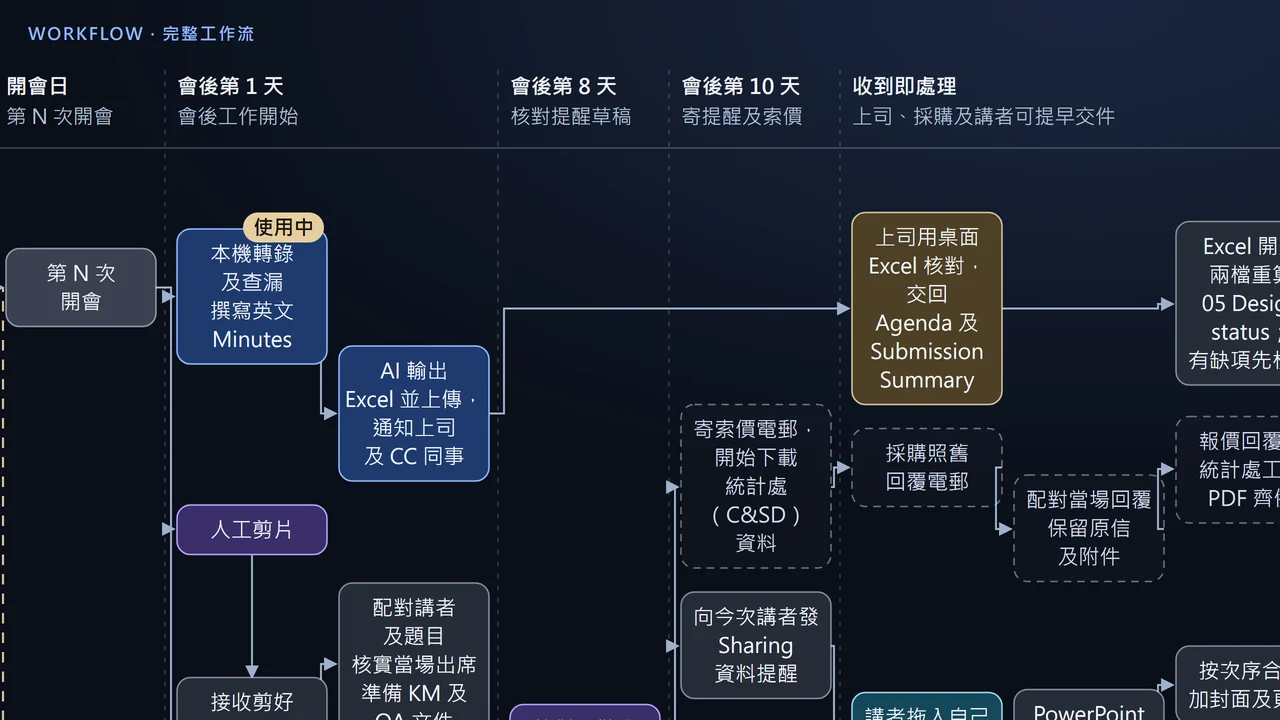 WORKFLOW · 完整工作流
開會日
第 N 次開會
會後第 1 天
會後工作開始
會後第 8 天
核對提醒草稿
會後第 10 天
寄提醒及索價
收到即處理
上司、採購及講者可提早交件
第 N 次
開會
使用中
本機轉錄
及查漏
撰寫英文
Minutes
AI 輸出
Excel 並上傳，
通知上司
及 CC 同事
人工剪片
接收剪好
配對講者
及題目
核實當場出席
準備 KM 及
QA 文件
寄索價電郵，
開始下載
統計處
（C&SD）
資料
向今次講者發
Sharing
資料提醒
上司用桌面
Excel 核對，
交回
Agenda 及
Submission
Summary
採購照舊
回覆電郵
配對當場回覆
保留原信
及附件
講者拖入自己
PowerPoint
Excel 開
兩檔重算
05 Desig
status
有缺項先
報價回覆
統計處工
PDF 齊
按次序合
加封面及